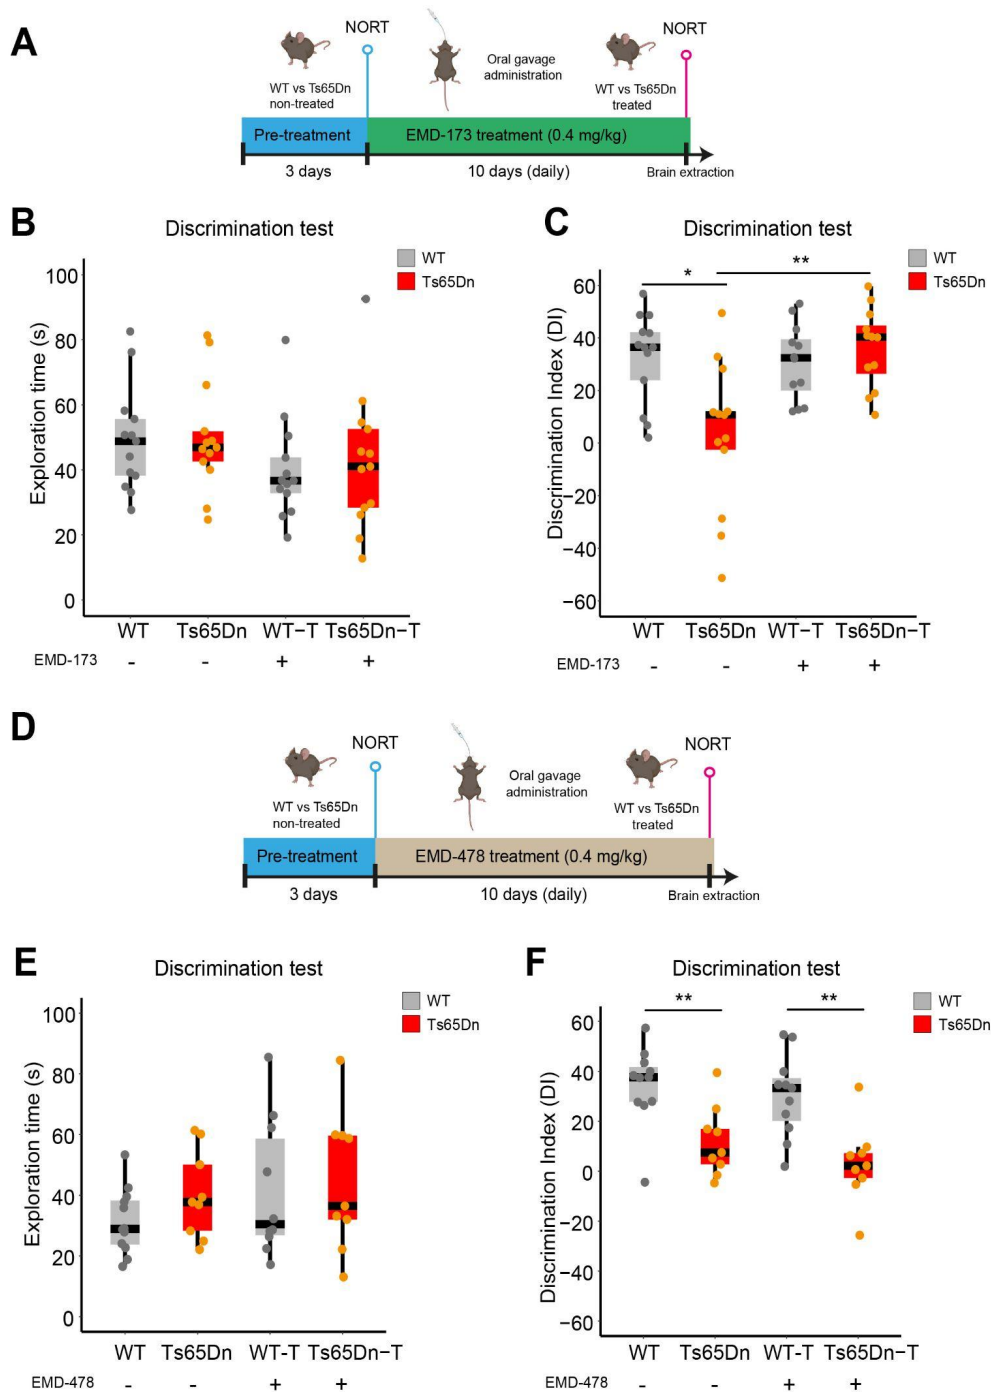 A
NORT
NORT
Oral gavage
administration
WT vs Ts65Dn
non-treated
WT vs Ts65Dn
treated
Pre-treatment
EMD-173 treatment (0.4 mg/kg)
3 days
10 days (daily)
Brain extraction
B
Discrimination test
WT
Ts65Dn
Exploration time (s)
100
80
60
40
20
0
WT
Ts65Dn
WT−T
Ts65Dn−T
EMD-173
-
-
+
+
C
Discrimination test
WT
Ts65Dn
*
**
Discrimination Index (DI)
60
40
20
0
−20
−40
−60
WT
Ts65Dn
WT−T
Ts65Dn−T
EMD-173
-
-
+
+
D
NORT
NORT
Oral gavage
administration
WT vs Ts65Dn
non-treated
WT vs Ts65Dn
treated
Pre-treatment
EMD-478 treatment (0.4 mg/kg)
3 days
10 days (daily)
Brain extraction
E
Discrimination test
WT
Ts65Dn
Exploration time (s)
100
80
60
40
20
0
WT
Ts65Dn
WT-T
Ts65Dn−T
EMD-478
-
-
+
+
F
Discrimination test
WT
Ts65Dn
**
**
Discrimination Index (DI)
60
40
20
0
−20
−40
−60
WT
Ts65Dn
WT-T
Ts65Dn−T
EMD-478
-
-
+
+